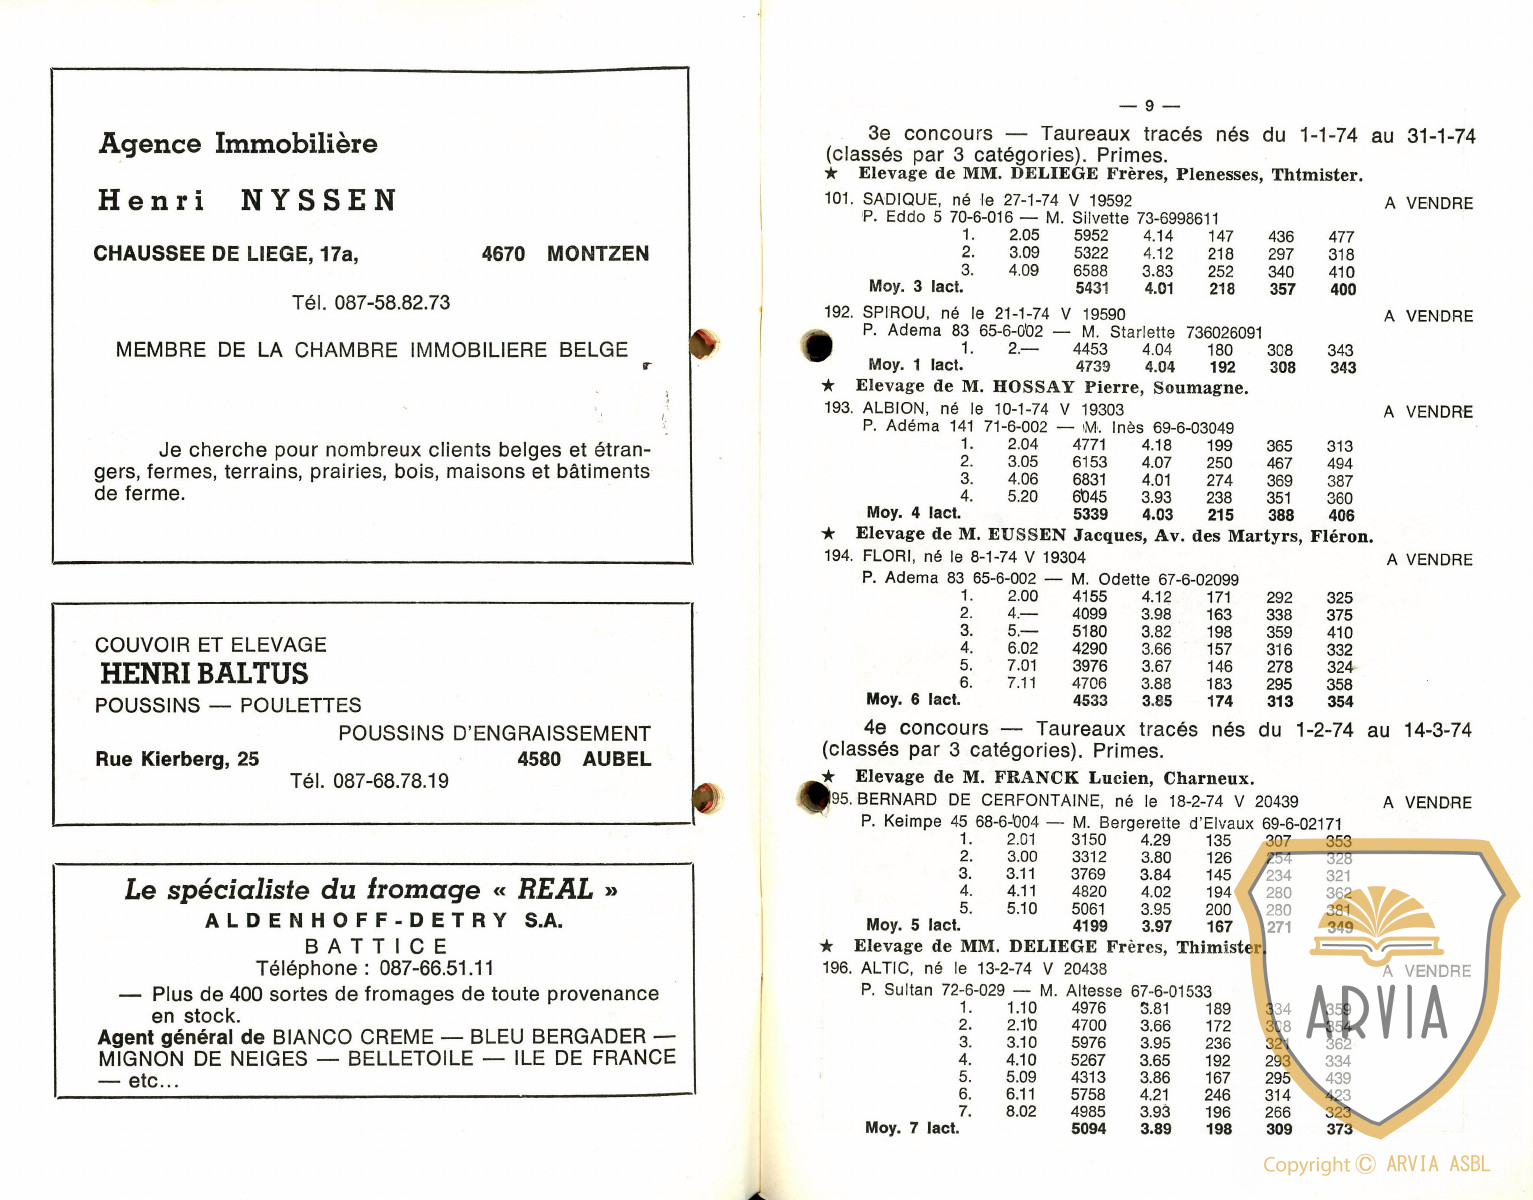 Agence Immobilière
Henri NYSSEN
CHAUSSEE DE LIEGE, 17a, 4670 MONTZEN
Tél. 087-58.82.73
MEMBRE DE LA CHAMBRE IMMOBILIERE BELGE
Je cherche pour nombreux clients belges et étran-
gers, fermes, terrains, prairies, bois, maisons et bâtiments
de ferme.
COUVOIR ET ELEVAGE
HENRI BALTUS
POUSSINS — POULETTES
POUSSINS D'ENGRAISSEMENT
Rue Kierberg, 25 4580 AUBEL
Tél. 087-68.78.19
Le spécialiste du fromage « REAL »
ALDENHOFF-DETRY S.A.
BATTICE
Téléphone : 087-66.51.11
— Plus de 400 sortes de fromages de toute provenance
en stock.
Agent général de BIANCO CREME — BLEU BERGADER —
MIGNON DE NEIGES — BELLETOILE — ILE DE FRANCE
— etc...
— 9 —
3e concours — Taureaux tracés nés du 1-1-74 au 31-1-74
(classés par 3 catégories). Primes.
★ Elevage de MM. DELIEGE Frères, Plenesses, Thtmister.
101. SADIQUE, né le 27-1-74 V 19592 A VENDRE
P. Eddo 5 70-6-016 — M. Silvette 73-6998611
1. 2.05 5952 4.14 147 436 477
2. 3.09 5322 4.12 218 297 318
3. 4.09 6588 3.83 252 340 410
Moy. 3 lact. 5431 4.01 218 357 400
192. SPIROU, né le 21-1-74 V 19590 A VENDRE
P. Adema 83 65-6-002 — M. Starlette 736026091
1. 2.— 4453 4.04 180 308 343
Moy. 1 lact. 4739 4.04 192 308 343
★ Elevage de M. HOSSAY Pierre, Soumagne.
193. ALBION, né le 10-1-74 V 19303 A VENDRE
P. Adéma 141 71-6-002 — M. Inès 69-6-03049
1. 2.04 4771 4.18 199 365 313
2. 3.05 6153 4.07 250 467 494
3. 4.06 6831 4.01 274 369 387
4. 5.20 6045 3.93 238 351 360
Moy. 4 lact. 5339 4.03 215 388 406
★ Elevage de M. EUSSEN Jacques, Av. des Martyrs, Fléron.
194. FLORI, né le 8-1-74 V 19304 A VENDRE
P. Adema 83 65-6-002 — M. Odette 67-6-02099
1. 2.00 4155 4.12 171 292 325
2. 4.— 4099 3.98 163 338 375
3. 5.— 5180 3.82 198 359 410
4. 6.02 4290 3.66 157 316 332
5. 7.01 3976 3.67 146 278 324
6. 7.11 4706 3.88 183 295 358
Moy. 6 lact. 4533 3.85 174 313 354
4e concours — Taureaux tracés nés du 1-2-74 au 14-3-74
(classés par 3 catégories). Primes.
★ Elevage de M. FRANCK Lucien, Charneux.
95. BERNARD DE CERFONTAINE, né le 18-2-74 V 20439 A VENDRE
P. Keimpe 45 68-6-004 — M. Bergerette d'Elvaux 69-6-02171
1. 2.01 3150 4.29 135 307 353
2. 3.00 3312 3.80 126 254 328
3. 3.11 3769 3.84 145 234 321
4. 4.11 4820 4.02 194 280 362
5. 5.10 5061 3.95 200 280 381
Moy. 5 lact. 4199 3.97 167 271 349
★ Elevage de MM. DELIEGE Frères, Thimister.
196. ALTIC, né le 13-2-74 V 20438 A VENDRE
P. Sultan 72-6-029 — M. Altesse 67-6-01533
1. 1.10 4976 3.81 189 334 359
2. 2.10 4700 3.66 172 308 354
3. 3.10 5976 3.95 236 321 362
4. 4.10 5267 3.65 192 293 334
5. 5.09 4313 3.86 167 295 439
6. 6.11 5758 4.21 246 314 423
7. 8.02 4985 3.93 196 266 323
Moy. 7 lact. 5094 3.89 198 309 373
ARVIA
Copyright © ARVIA ASBL